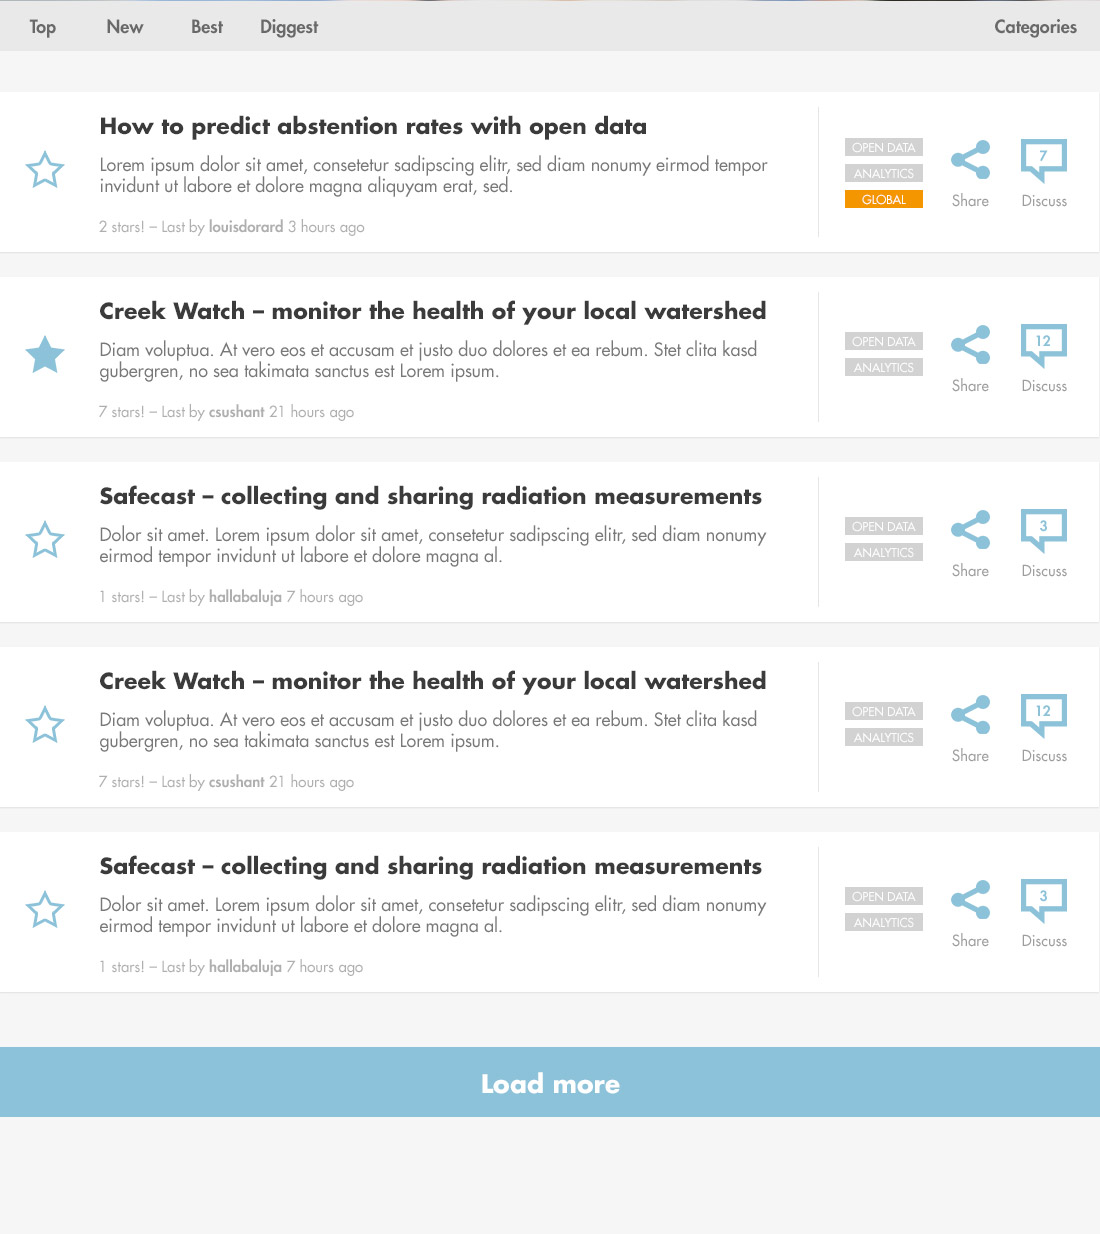 Top New Best Diggest Categories
How to predict abstention rates with open data
Lorem ipsum dolor sit amet, consetetur sadipscing elitr, sed diam nonumy eirmod tempor
invidunt ut labore et dolore magna aliquyam erat, sed.
2 stars! – Last by louisdorard 3 hours ago
OPEN DATA
ANALYTICS
GLOBAL
Share
7
Discuss
Creek Watch – monitor the health of your local watershed
Diam voluptua. At vero eos et accusam et justo duo dolores et ea rebum. Stet clita kasd
gubergren, no sea takimata sanctus est Lorem ipsum.
7 stars! – Last by csushant 21 hours ago
OPEN DATA
ANALYTICS
Share
12
Discuss
Safecast – collecting and sharing radiation measurements
Dolor sit amet. Lorem ipsum dolor sit amet, consetetur sadipscing elitr, sed diam nonumy
eirmod tempor invidunt ut labore et dolore magna al.
1 stars! – Last by hallabaluja 7 hours ago
OPEN DATA
ANALYTICS
Share
3
Discuss
Creek Watch – monitor the health of your local watershed
Diam voluptua. At vero eos et accusam et justo duo dolores et ea rebum. Stet clita kasd
gubergren, no sea takimata sanctus est Lorem ipsum.
7 stars! – Last by csushant 21 hours ago
OPEN DATA
ANALYTICS
Share
12
Discuss
Safecast – collecting and sharing radiation measurements
Dolor sit amet. Lorem ipsum dolor sit amet, consetetur sadipscing elitr, sed diam nonumy
eirmod tempor invidunt ut labore et dolore magna al.
1 stars! – Last by hallabaluja 7 hours ago
OPEN DATA
ANALYTICS
Share
3
Discuss
Load more